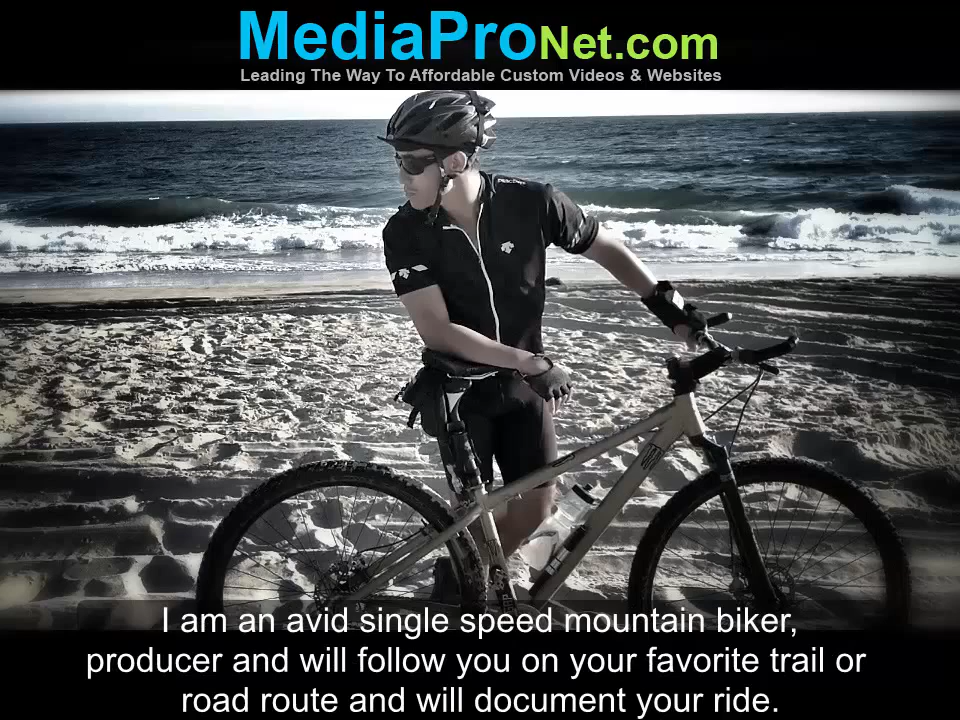 MediaProNet.com
Leading The Way To Affordable Custom Videos & Websites
I am an avid single speed mountain biker,
producer and will follow you on your favorite trail or
road route and will document your ride.